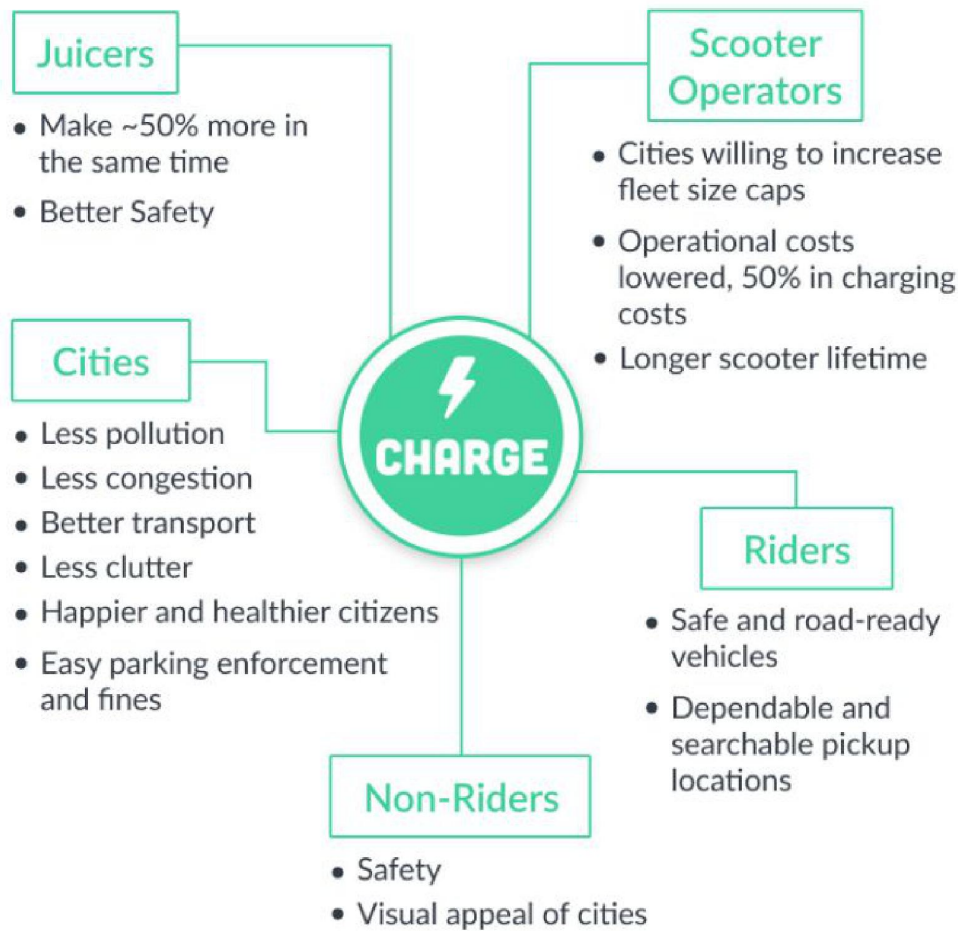 Juicers
• Make ~50% more in
the same time
• Better Safety
Scooter
Operators
• Cities willing to increase
fleet size caps
• Operational costs
lowered, 50% in charging
costs
• Longer scooter lifetime
Cities
• Less pollution
• Less congestion
• Better transport
• Less clutter
• Happier and healthier citizens
• Easy parking enforcement
and fines
CHARGE
Riders
• Safe and road-ready
vehicles
• Dependable and
searchable pickup
locations
Non-Riders
• Safety
• Visual appeal of cities